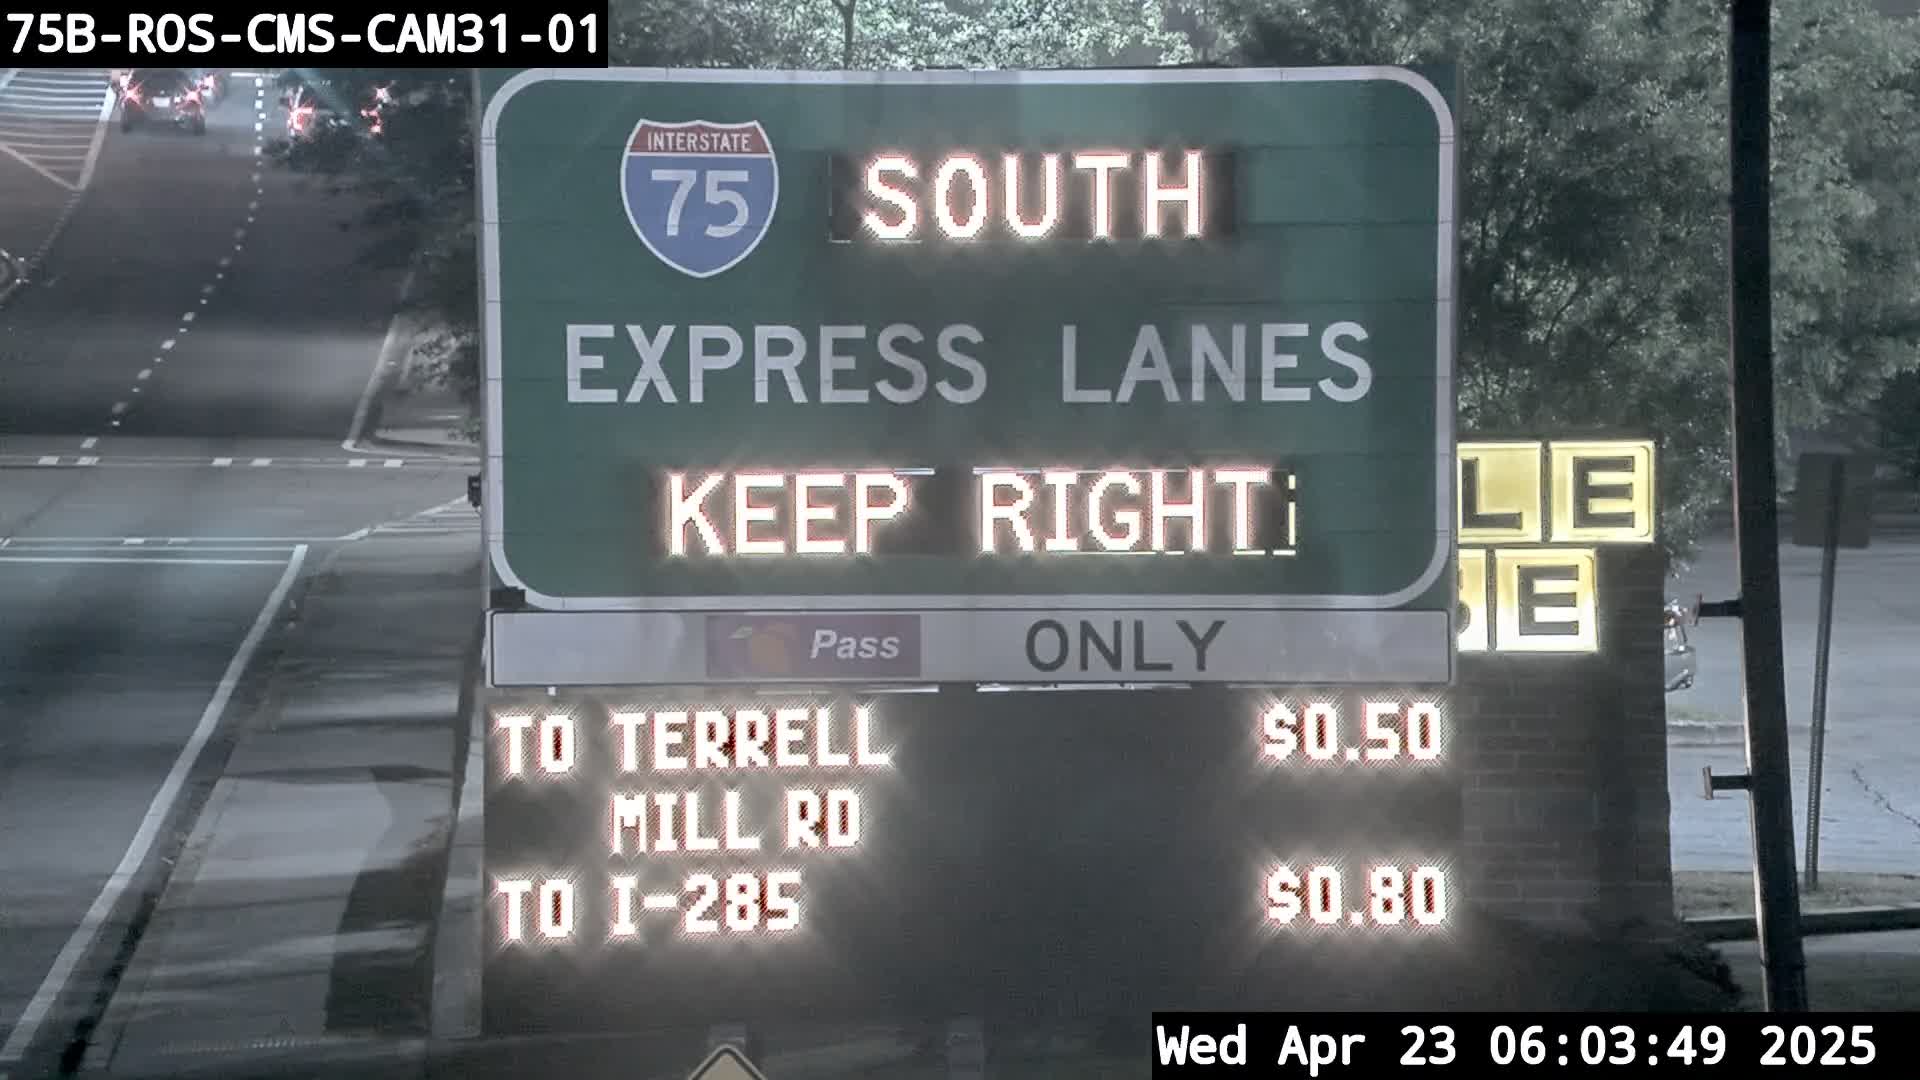 75B-ROS-CMS-CAM31-01
INTERSTATE
75
SOUTH
EXPRESS LANES
KEEP RIGHT
Pass ONLY
LE
E
TO TERRELL $0.50
MILL RD
TO I-285 $0.80
Wed Apr 23 06:03:49 2025